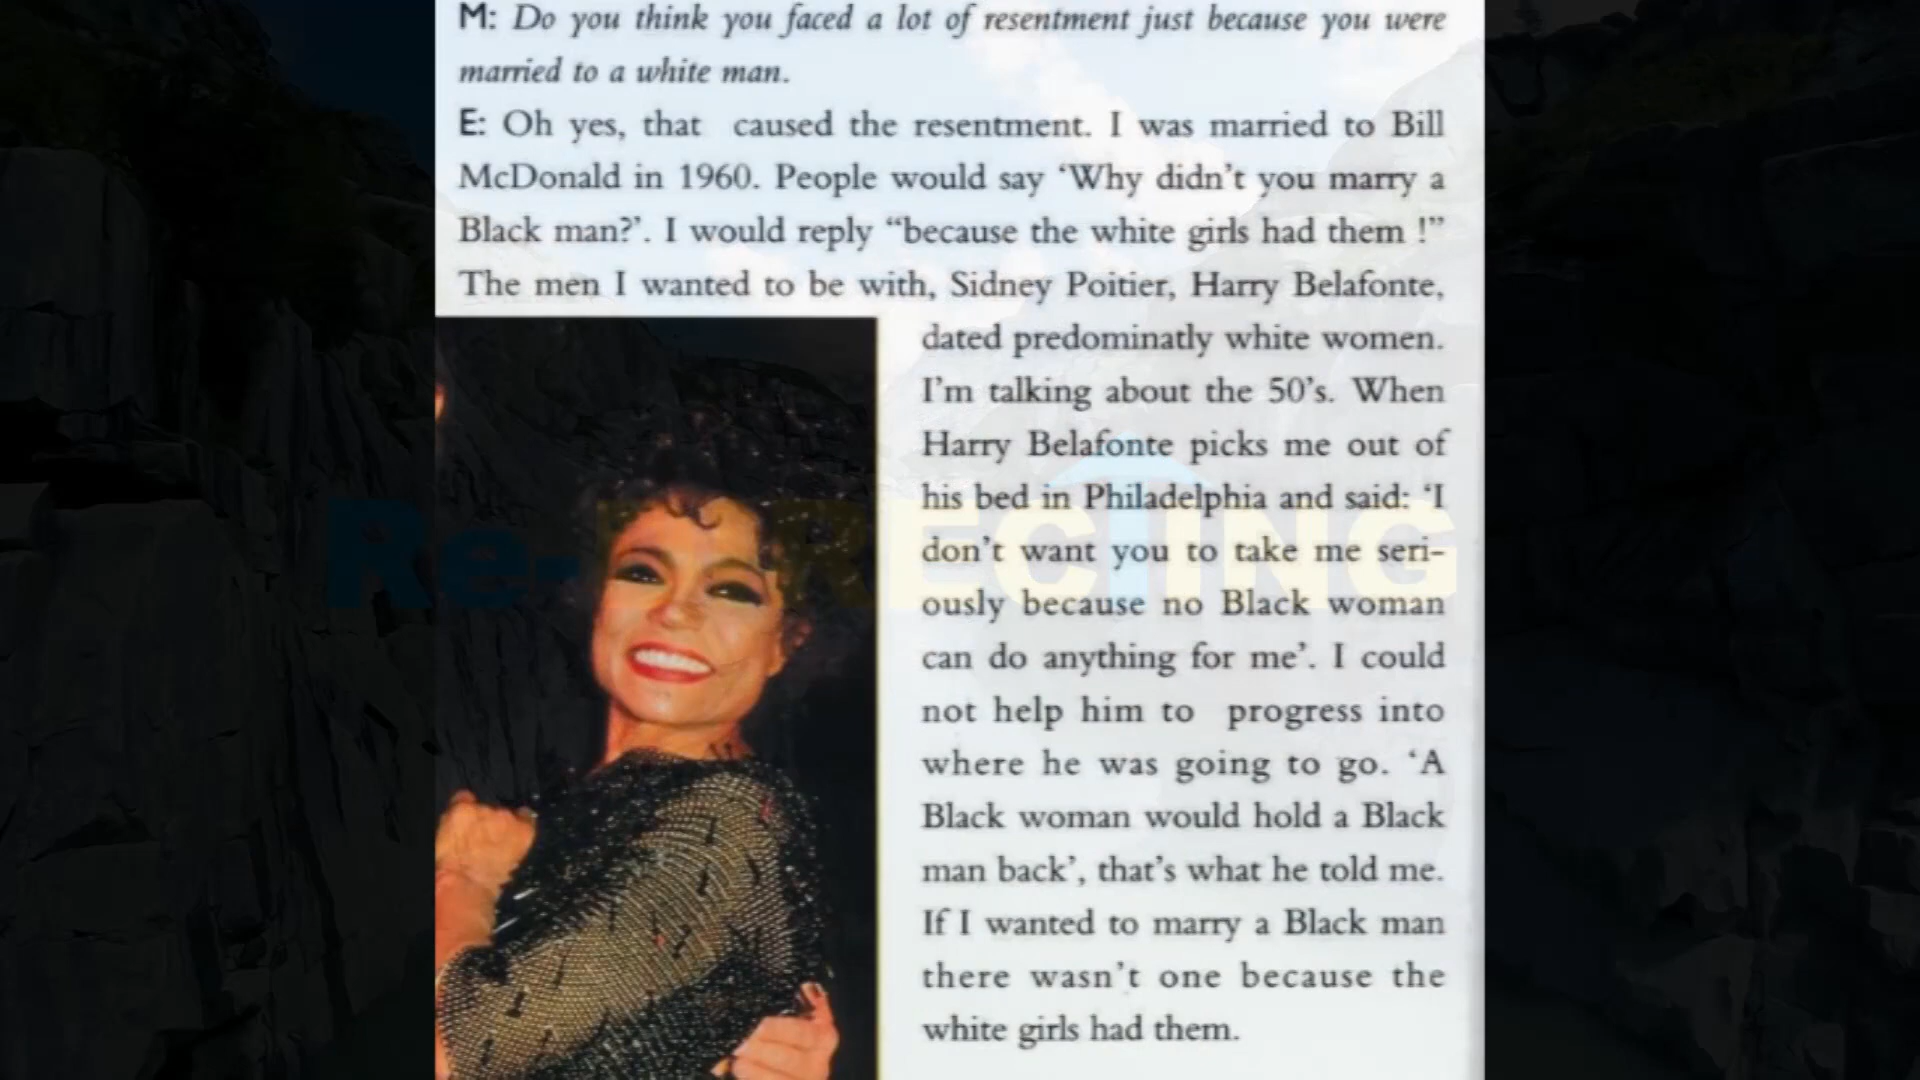 M: Do you think you faced a lot of resentment just because you were
married to a white man.
E: Oh yes, that caused the resentment. I was married to Bill
McDonald in 1960. People would say ‘Why didn’t you marry a
Black man?’. I would reply “because the white girls had them !”
The men I wanted to be with, Sidney Poitier, Harry Belafonte,
dated predominatly white women.
I’m talking about the 50’s. When
Harry Belafonte picks me out of
his bed in Philadelphia and said: ‘I
don’t want you to take me seri-
ously because no Black woman
can do anything for me’. I could
not help him to progress into
where he was going to go. ‘A
Black woman would hold a Black
man back’, that’s what he told me.
If I wanted to marry a Black man
there wasn’t one because the
white girls had them.